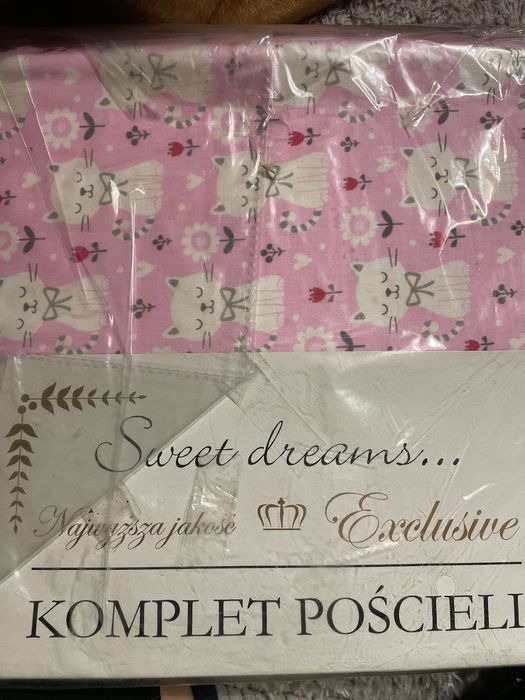 Sweet dreams...
Najwyższa jakość Exclusive
KOMPLET POŚCIELI